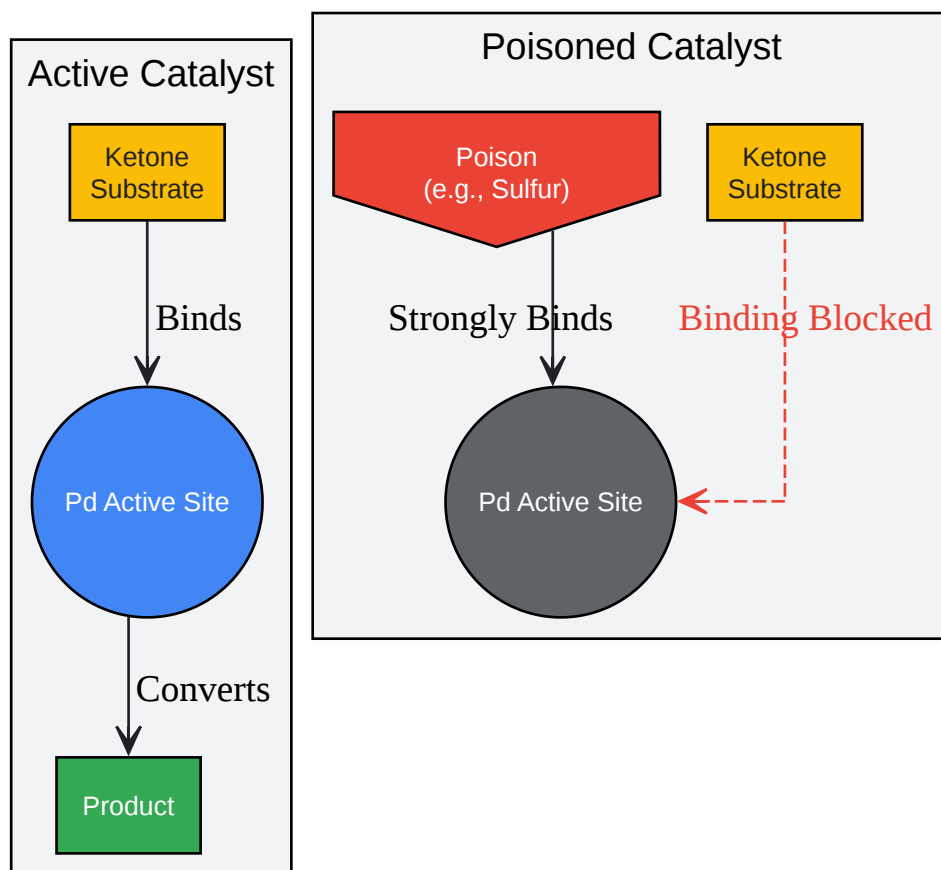 Active Catalyst
Ketone
Substrate
Binds
Pd Active Site
Converts
Product
Poisoned Catalyst
Poison
(e.g., Sulfur)
Ketone
Substrate
Strongly Binds
Binding Blocked
Pd Active Site